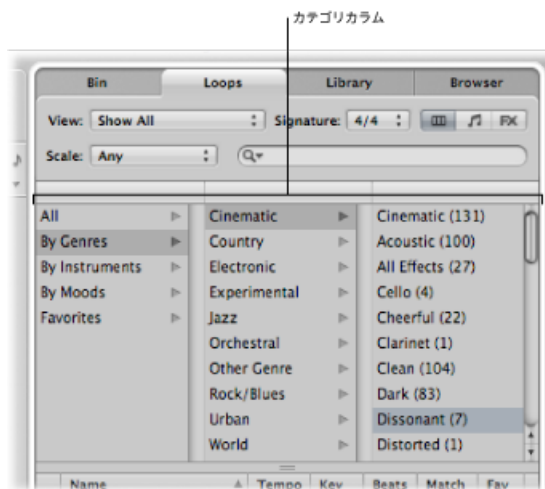 カテゴリカラム
Bin Loops Library Browser
View: Show All Signature: 4/4 FX
Scale: Any
All Cinematic Cinematic (131)
By Genres Country Acoustic (100)
By Instruments Electronic All Effects (27)
By Moods Experimental Cello (4)
Favorites Jazz Cheerful (22)
Orchestral Clarinet (1)
Other Genre Clean (104)
Rock/Blues Dark (83)
Urban Dissonant (7)
World Distorted (1)
Name Tempo Key Beats Match Fav